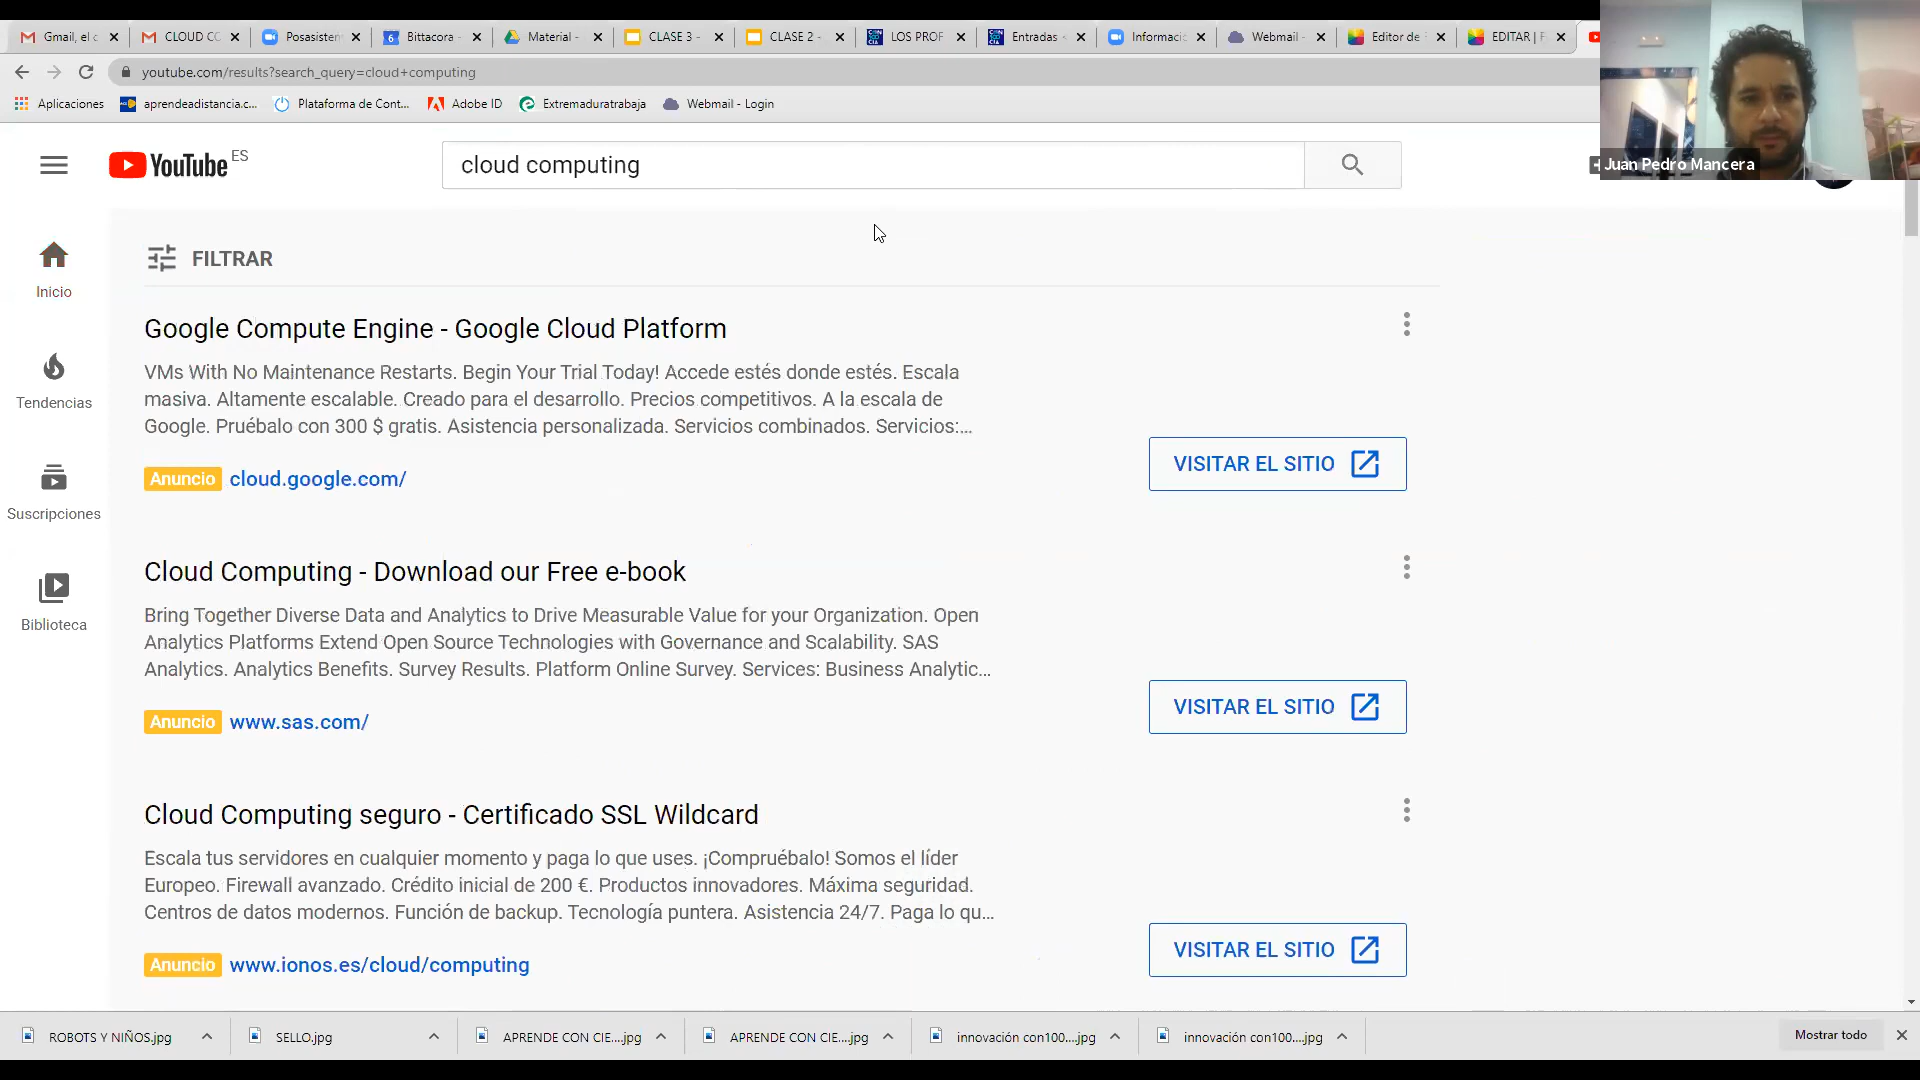 Gmail, el c
CLOUD CO
Posasisten
6
Bittacora -
Material -
CLASE 3 -
CLASE 2 -
LOS PROF
Entradas
Informaci
Webmail -
Editor de
EDITAR | F
youtube.com/results?search_query=cloud+computing
Aplicaciones
aprendeadistancia.c...
Plataforma de Cont...
Adobe ID
Extremaduratrabaja
Webmail - Login
Juan Pedro Mancera
YouTube ES
cloud computing
Inicio
Tendencias
Suscripciones
Biblioteca
FILTRAR
Google Compute Engine - Google Cloud Platform
VMs With No Maintenance Restarts. Begin Your Trial Today! Accede estés donde estés. Escala
masiva. Altamente escalable. Creado para el desarrollo. Precios competitivos. A la escala de
Google. Pruébalo con 300 $ gratis. Asistencia personalizada. Servicios combinados. Servicios:...
Anuncio cloud.google.com/
VISITAR EL SITIO
Cloud Computing - Download our Free e-book
Bring Together Diverse Data and Analytics to Drive Measurable Value for your Organization. Open
Analytics Platforms Extend Open Source Technologies with Governance and Scalability. SAS
Analytics. Analytics Benefits. Survey Results. Platform Online Survey. Services: Business Analytic...
Anuncio www.sas.com/
VISITAR EL SITIO
Cloud Computing seguro - Certificado SSL Wildcard
Escala tus servidores en cualquier momento y paga lo que uses. ¡Compruébalo! Somos el líder
Europeo. Firewall avanzado. Crédito inicial de 200 €. Productos innovadores. Máxima seguridad.
Centros de datos modernos. Función de backup. Tecnología puntera. Asistencia 24/7. Paga lo qu...
Anuncio www.ionos.es/cloud/computing
VISITAR EL SITIO
ROBOTS Y NIÑOS.jpg
SELLO.jpg
APRENDE CON CIE....jpg
APRENDE CON CIE....jpg
innovación con100....jpg
innovación con100....jpg
Mostrar todo